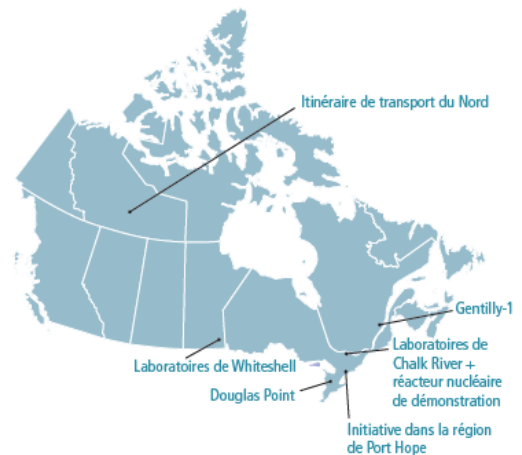 Itinéraire de transport du Nord
Gentilly-1
Laboratoires de
Chalk River +
réacteur nucléaire
de démonstration
Laboratoires de Whiteshell
Douglas Point
Initiative dans la région
de Port Hope